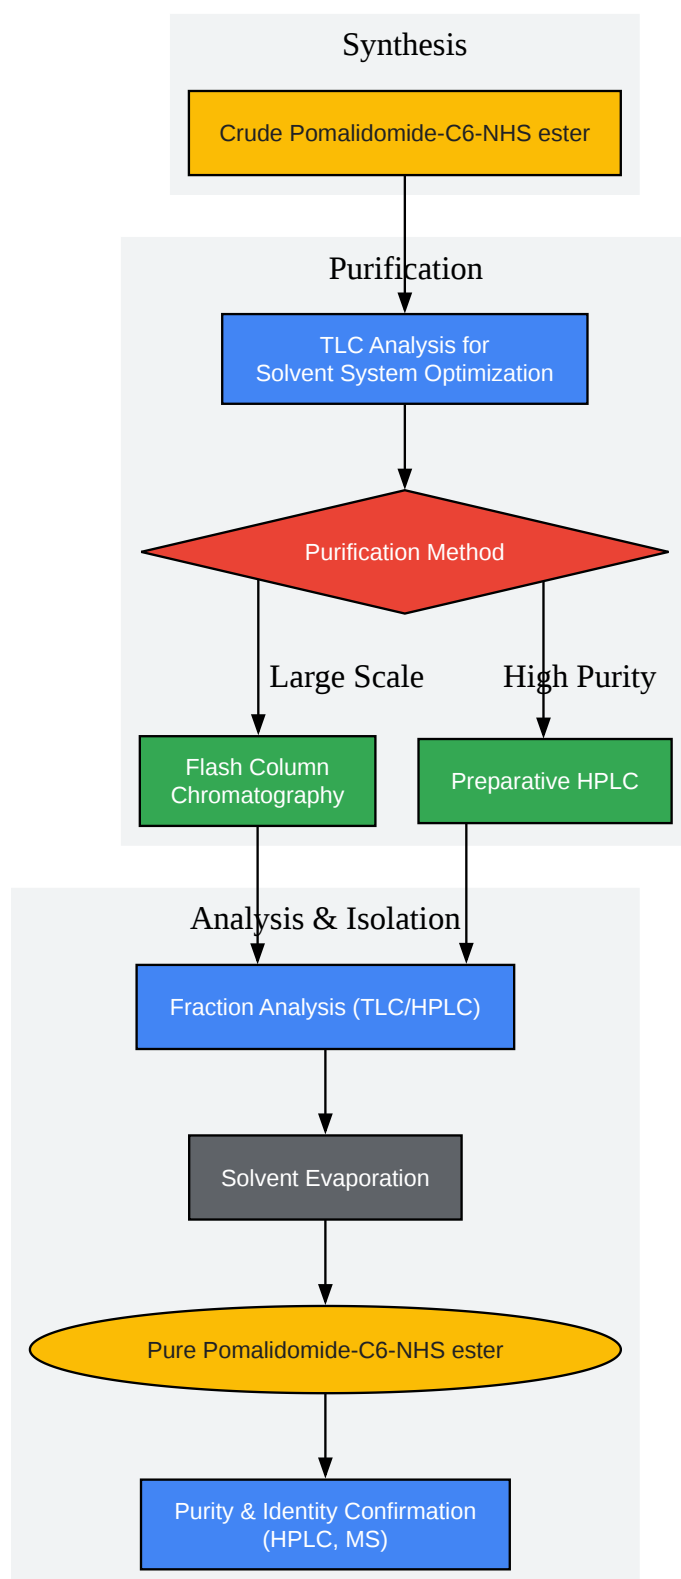 Synthesis
Crude Pomalidomide-C6-NHS ester
Purification
TLC Analysis for
Solvent System Optimization
Purification Method
Large Scale
High Purity
Flash Column
Chromatography
Preparative HPLC
Analysis & Isolation
Fraction Analysis (TLC/HPLC)
Solvent Evaporation
Pure Pomalidomide-C6-NHS ester
Purity & Identity Confirmation
(HPLC, MS)